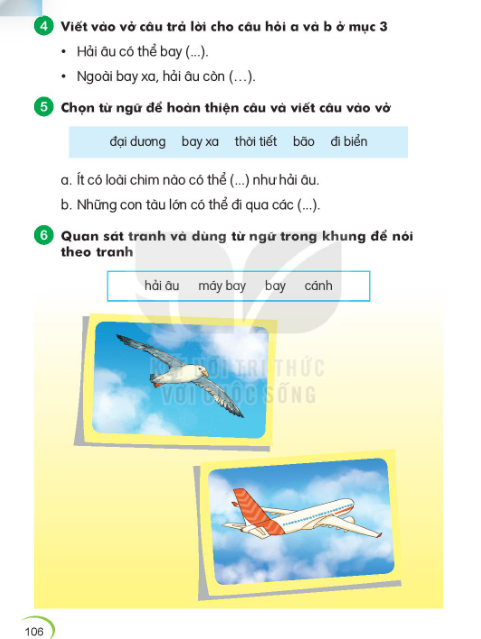 4 Viết vào vở câu trả lời cho câu hỏi a và b ở mục 3
• Hải âu có thể bay (...).
• Ngoài bay xa, hải âu còn (...).
5 Chọn từ ngữ để hoàn thiện câu và viết câu vào vở
đại dương bay xa thời tiết bão đi biển
a. Ít có loài chim nào có thể (...) như hải âu.
b. Những con tàu lớn có thể đi qua các (...).
6 Quan sát tranh và dùng từ ngữ trong khung để nói
theo tranh
hải âu máy bay bay cánh
KẾT NỐI TRI THỨC
VỚI CUỘC SỐNG
106